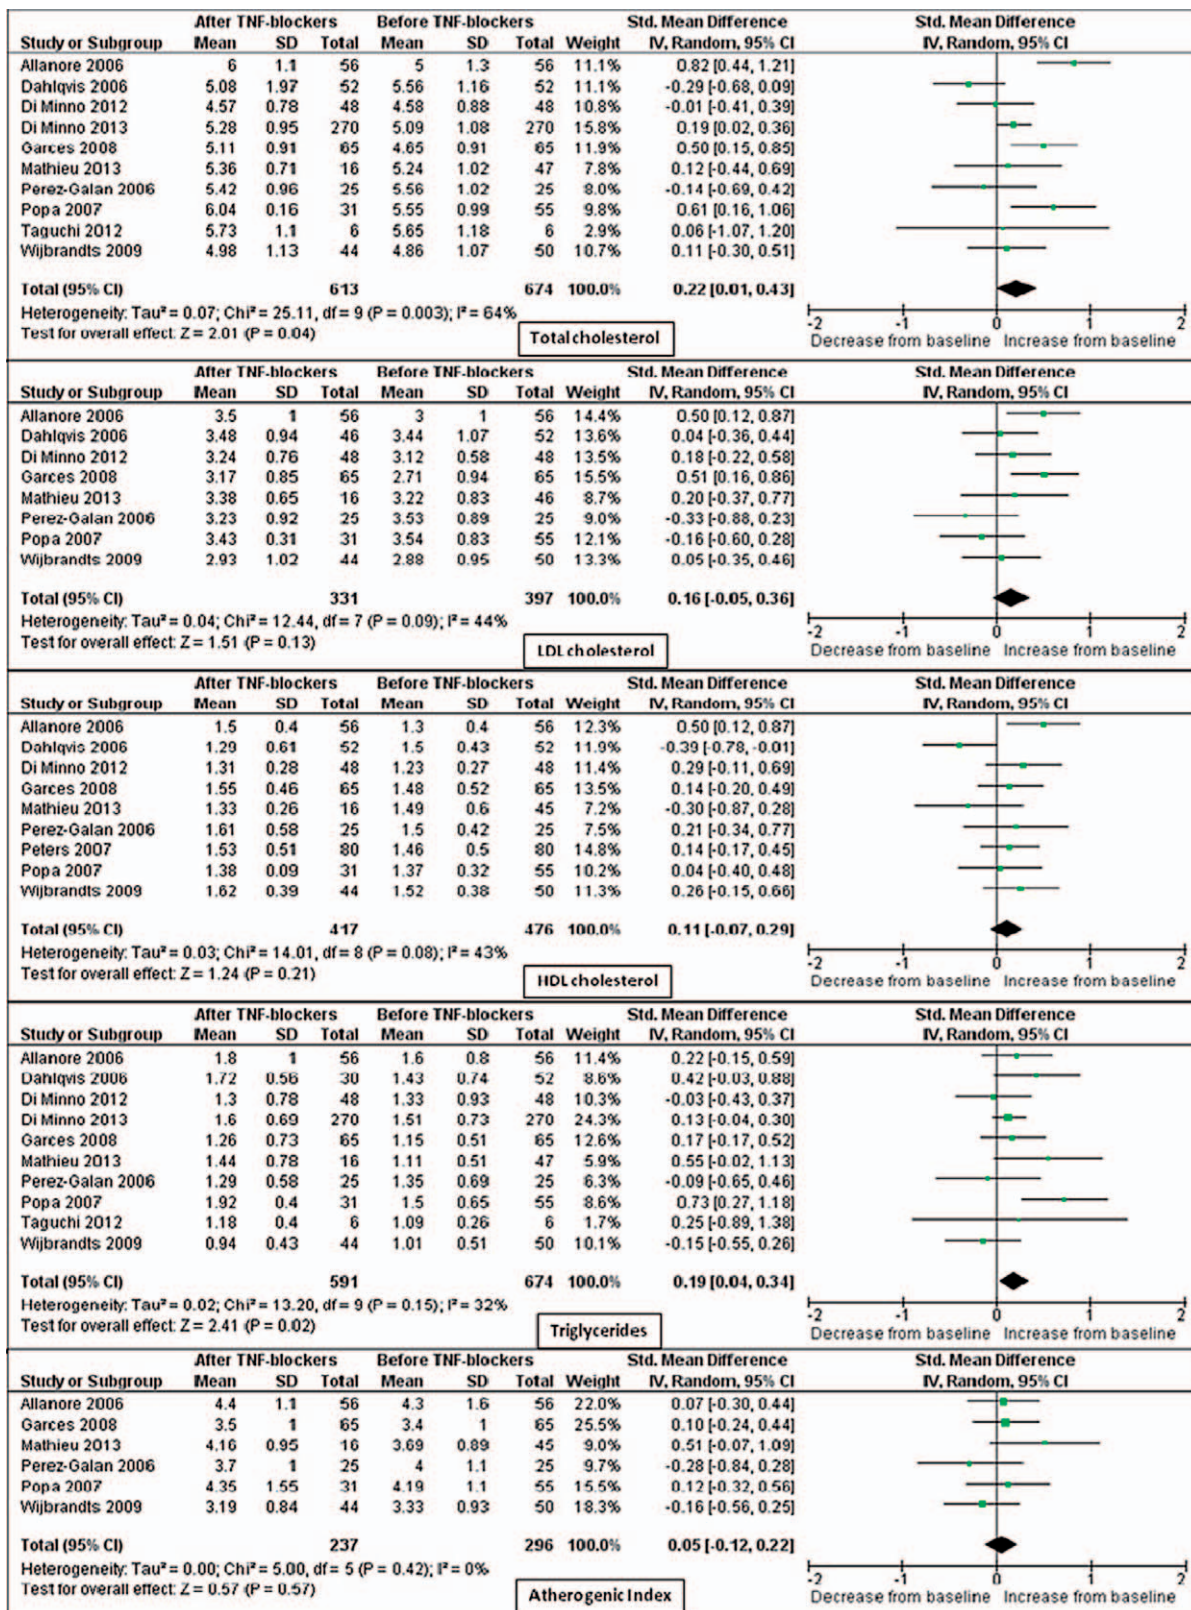 After TNF-blockers Before TNF-blockers Std. Mean Difference Std. Mean Difference
Study or Subgroup Mean SD Total Mean SD Total Weight IV, Random, 95% CI IV, Random, 95% CI
Allanore 2006 6 1.1 56 5 1.3 56 11.1% 0.82 [0.44, 1.21]
Dahlqvis 2006 5.08 1.97 52 5.56 1.16 52 11.1% -0.29 [-0.68, 0.09]
Di Minno 2012 4.57 0.78 48 4.58 0.88 48 10.8% -0.01 [-0.41, 0.39]
Di Minno 2013 5.28 0.95 270 5.09 1.08 270 15.8% 0.19 [0.02, 0.36]
Garces 2008 5.11 0.91 65 4.65 0.91 65 11.9% 0.50 [0.15, 0.85]
Mathieu 2013 5.36 0.71 16 5.24 1.02 47 7.8% 0.12 [-0.44, 0.69]
Perez-Galan 2006 5.42 0.96 25 5.56 1.02 25 8.0% -0.14 [-0.69, 0.42]
Popa 2007 6.04 0.16 31 5.55 0.99 55 9.8% 0.61 [0.16, 1.06]
Taguchi 2012 5.73 1.1 6 5.65 1.18 6 2.9% 0.06 [-1.07, 1.20]
Wijbrandts 2009 4.98 1.13 44 4.86 1.07 50 10.7% 0.11 [-0.30, 0.51]
Total (95% CI) 613 674 100.0% 0.22 [0.01, 0.43]
Heterogeneity: Tau² = 0.07; Chi² = 25.11, df = 9 (P = 0.003); I² = 64%
Test for overall effect: Z = 2.01 (P = 0.04)
-2 -1 0 1 2
Total cholesterol
Decrease from baseline Increase from baseline
After TNF-blockers Before TNF-blockers Std. Mean Difference Std. Mean Difference
Study or Subgroup Mean SD Total Mean SD Total Weight IV, Random, 95% CI IV, Random, 95% CI
Allanore 2006 3.5 1 56 3 1 56 14.4% 0.50 [0.12, 0.87]
Dahlqvis 2006 3.48 0.94 46 3.44 1.07 52 13.6% 0.04 [-0.36, 0.44]
Di Minno 2012 3.24 0.76 48 3.12 0.58 48 13.5% 0.18 [-0.22, 0.58]
Garces 2008 3.17 0.85 65 2.71 0.94 65 15.5% 0.51 [0.16, 0.86]
Mathieu 2013 3.38 0.65 16 3.22 0.83 46 8.7% 0.20 [-0.37, 0.77]
Perez-Galan 2006 3.23 0.92 25 3.53 0.89 25 9.0% -0.33 [-0.88, 0.23]
Popa 2007 3.43 0.31 31 3.54 0.83 55 12.1% -0.16 [-0.60, 0.28]
Wijbrandts 2009 2.93 1.02 44 2.88 0.95 50 13.3% 0.05 [-0.35, 0.46]
Total (95% CI) 331 397 100.0% 0.16 [-0.05, 0.36]
Heterogeneity: Tau² = 0.04; Chi² = 12.44, df = 7 (P = 0.09); I² = 44%
Test for overall effect: Z = 1.51 (P = 0.13)
-2 -1 0 1 2
LDL cholesterol
Decrease from baseline Increase from baseline
After TNF-blockers Before TNF-blockers Std. Mean Difference Std. Mean Difference
Study or Subgroup Mean SD Total Mean SD Total Weight IV, Random, 95% CI IV, Random, 95% CI
Allanore 2006 1.5 0.4 56 1.3 0.4 56 12.3% 0.50 [0.12, 0.87]
Dahlqvis 2006 1.29 0.61 52 1.5 0.43 52 11.9% -0.39 [-0.78, -0.01]
Di Minno 2012 1.31 0.28 48 1.23 0.27 48 11.4% 0.29 [-0.11, 0.69]
Garces 2008 1.55 0.46 65 1.48 0.52 65 13.5% 0.14 [-0.20, 0.49]
Mathieu 2013 1.33 0.26 16 1.49 0.6 45 7.2% -0.30 [-0.87, 0.28]
Perez-Galan 2006 1.61 0.58 25 1.5 0.42 25 7.5% 0.21 [-0.34, 0.77]
Peters 2007 1.53 0.51 80 1.46 0.5 80 14.8% 0.14 [-0.17, 0.45]
Popa 2007 1.38 0.09 31 1.37 0.32 55 10.2% 0.04 [-0.40, 0.48]
Wijbrandts 2009 1.62 0.39 44 1.52 0.38 50 11.3% 0.26 [-0.15, 0.66]
Total (95% CI) 417 476 100.0% 0.11 [-0.07, 0.29]
Heterogeneity: Tau² = 0.03; Chi² = 14.01, df = 8 (P = 0.08); I² = 43%
Test for overall effect: Z = 1.24 (P = 0.21)
-2 -1 0 1 2
HDL cholesterol
Decrease from baseline Increase from baseline
After TNF-blockers Before TNF-blockers Std. Mean Difference Std. Mean Difference
Study or Subgroup Mean SD Total Mean SD Total Weight IV, Random, 95% CI IV, Random, 95% CI
Allanore 2006 1.8 1 56 1.6 0.8 56 11.4% 0.22 [-0.15, 0.59]
Dahlqvis 2006 1.72 0.56 30 1.43 0.74 52 8.6% 0.42 [-0.03, 0.88]
Di Minno 2012 1.3 0.78 48 1.33 0.93 48 10.3% -0.03 [-0.43, 0.37]
Di Minno 2013 1.6 0.69 270 1.51 0.73 270 24.3% 0.13 [-0.04, 0.30]
Garces 2008 1.26 0.73 65 1.15 0.51 65 12.6% 0.17 [-0.17, 0.52]
Mathieu 2013 1.44 0.78 16 1.11 0.51 47 5.9% 0.55 [-0.02, 1.13]
Perez-Galan 2006 1.29 0.58 25 1.35 0.69 25 6.3% -0.09 [-0.65, 0.46]
Popa 2007 1.92 0.4 31 1.5 0.65 55 8.6% 0.73 [0.27, 1.18]
Taguchi 2012 1.18 0.4 6 1.09 0.26 6 1.7% 0.25 [-0.89, 1.38]
Wijbrandts 2009 0.94 0.43 44 1.01 0.51 50 10.1% -0.15 [-0.55, 0.26]
Total (95% CI) 591 674 100.0% 0.19 [0.04, 0.34]
Heterogeneity: Tau² = 0.02; Chi² = 13.20, df = 9 (P = 0.15); I² = 32%
Test for overall effect: Z = 2.41 (P = 0.02)
-2 -1 0 1 2
Triglycerides
Decrease from baseline Increase from baseline
After TNF-blockers Before TNF-blockers Std. Mean Difference Std. Mean Difference
Study or Subgroup Mean SD Total Mean SD Total Weight IV, Random, 95% CI IV, Random, 95% CI
Allanore 2006 4.4 1.1 56 4.3 1.6 56 22.0% 0.07 [-0.30, 0.44]
Garces 2008 3.5 1 65 3.4 1 65 25.5% 0.10 [-0.24, 0.44]
Mathieu 2013 4.16 0.95 16 3.69 0.89 45 9.0% 0.51 [-0.07, 1.09]
Perez-Galan 2006 3.7 1 25 4 1.1 25 9.7% -0.28 [-0.84, 0.28]
Popa 2007 4.35 1.55 31 4.19 1.1 55 15.5% 0.12 [-0.32, 0.56]
Wijbrandts 2009 3.19 0.84 44 3.33 0.93 50 18.3% -0.16 [-0.56, 0.25]
Total (95% CI) 237 296 100.0% 0.05 [-0.12, 0.22]
Heterogeneity: Tau² = 0.00; Chi² = 5.00, df = 5 (P = 0.42); I² = 0%
Test for overall effect: Z = 0.57 (P = 0.57)
-2 -1 0 1 2
Atherogenic Index
Decrease from baseline Increase from baseline